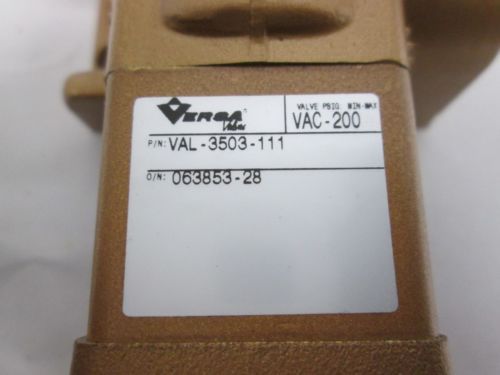 VERSA
Valves
VALVE PSIG. MIN-MAX
VAC-200
P/N: VAL-3503-111
O/N: 063853-28